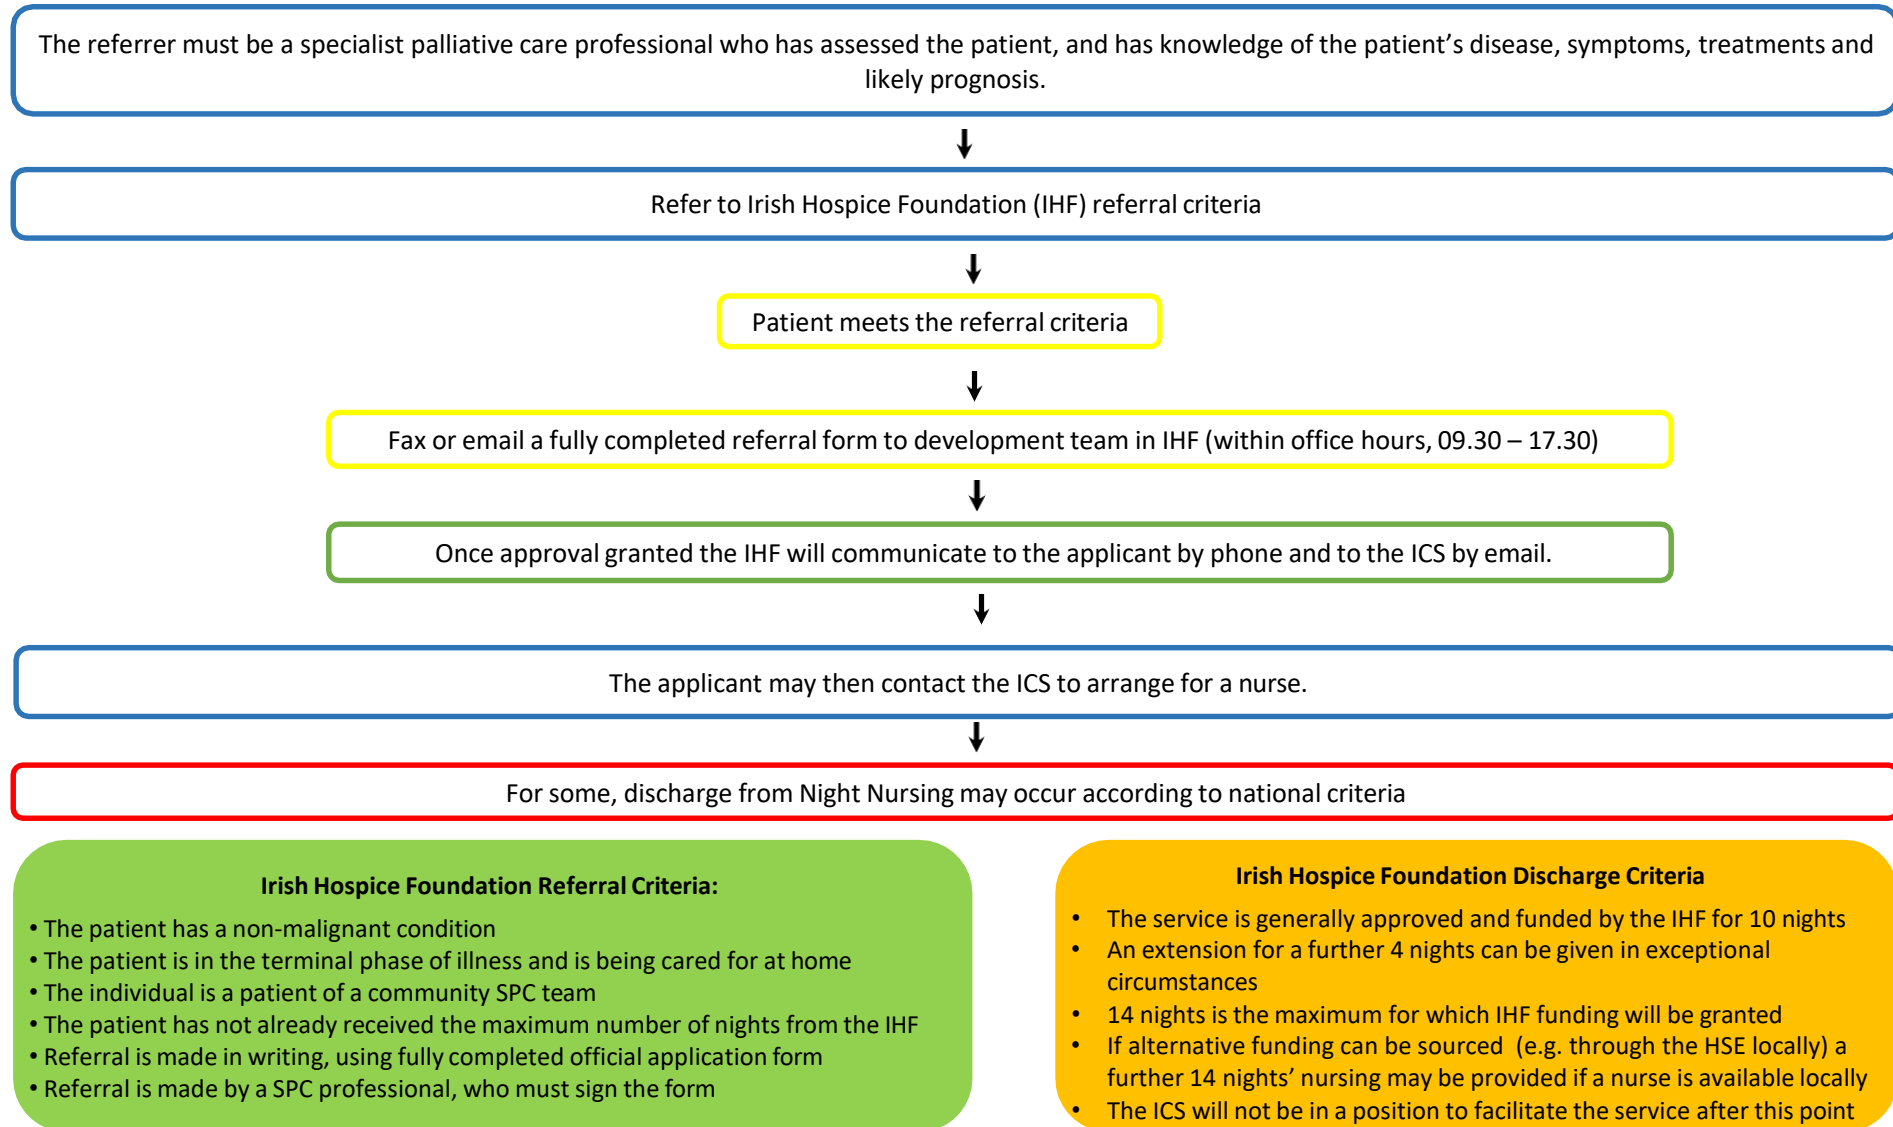 The referrer must be a specialist palliative care professional who has assessed the patient, and has knowledge of the patient’s disease, symptoms, treatments and
likely prognosis.
Refer to Irish Hospice Foundation (IHF) referral criteria
Patient meets the referral criteria
Fax or email a fully completed referral form to development team in IHF (within office hours, 09.30 – 17.30)
Once approval granted the IHF will communicate to the applicant by phone and to the ICS by email.
The applicant may then contact the ICS to arrange for a nurse.
For some, discharge from Night Nursing may occur according to national criteria
Irish Hospice Foundation Referral Criteria:
• The patient has a non-malignant condition
• The patient is in the terminal phase of illness and is being cared for at home
• The individual is a patient of a community SPC team
• The patient has not already received the maximum number of nights from the IHF
• Referral is made in writing, using fully completed official application form
• Referral is made by a SPC professional, who must sign the form
Irish Hospice Foundation Discharge Criteria
• The service is generally approved and funded by the IHF for 10 nights
• An extension for a further 4 nights can be given in exceptional
circumstances
• 14 nights is the maximum for which IHF funding will be granted
• If alternative funding can be sourced (e.g. through the HSE locally) a
further 14 nights’ nursing may be provided if a nurse is available locally
• The ICS will not be in a position to facilitate the service after this point